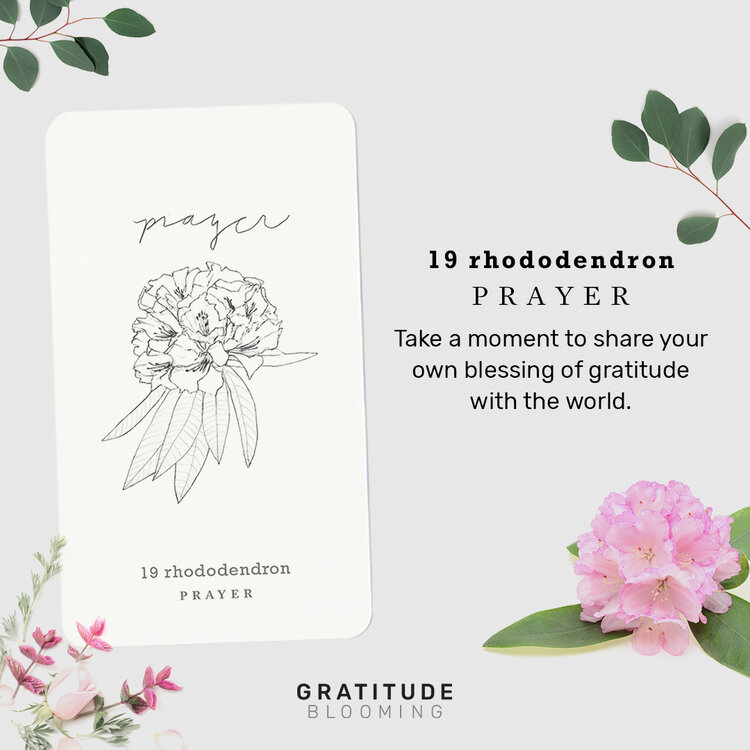 prayer
19 rhododendron
PRAYER
19 rhododendron
PRAYER
Take a moment to share your
own blessing of gratitude
with the world.
GRATITUDE
BLOOMING